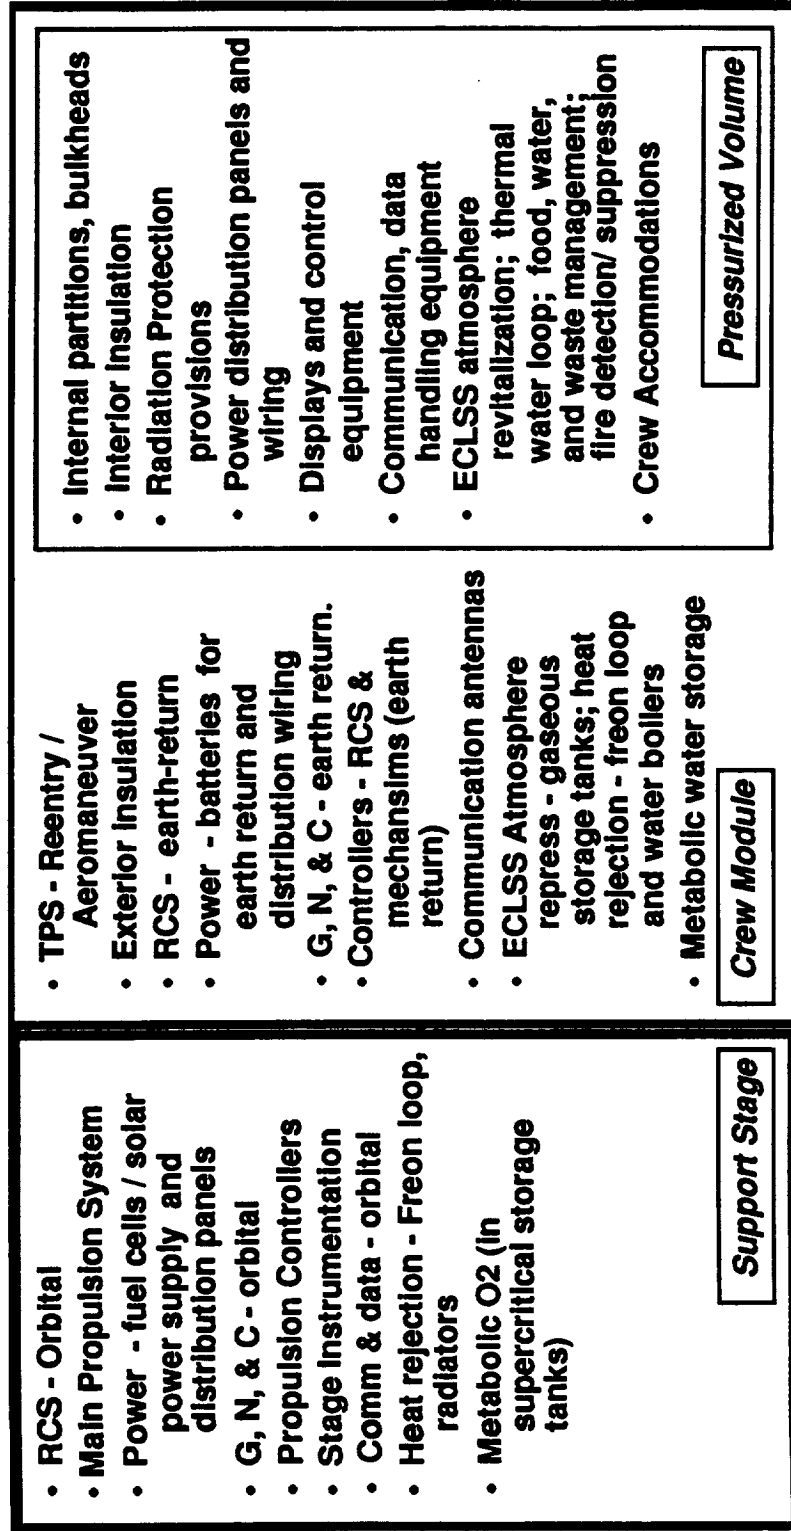 • RCS - Orbital
• Main Propulsion System
• Power - fuel cells / solar
power supply and
distribution panels
• G, N, & C - orbital
• Propulsion Controllers
• Stage Instrumentation
• Comm & data - orbital
• Heat rejection - Freon loop,
radiators
• Metabolic O2 (in
supercritical storage
tanks)
Support Stage
• TPS - Reentry /
Aeromaneuver
• Exterior Insulation
• RCS - earth-return
• Power - batteries for
earth return and
distribution wiring
• G, N, & C - earth return.
• Controllers - RCS &
mechansims (earth
return)
• Communication antennas
• ECLSS Atmosphere
repress - gaseous
storage tanks; heat
rejection - freon loop
and water boilers
• Metabolic water storage
Crew Module
• Internal partitions, bulkheads
• Interior Insulation
• Radiation Protection
provisions
• Power distribution panels and
wiring
• Displays and control
equipment
• Communication, data
handling equipment
• ECLSS atmosphere
revitalization; thermal
water loop; food, water,
and waste management;
fire detection/ suppression
• Crew Accommodations
Pressurized Volume